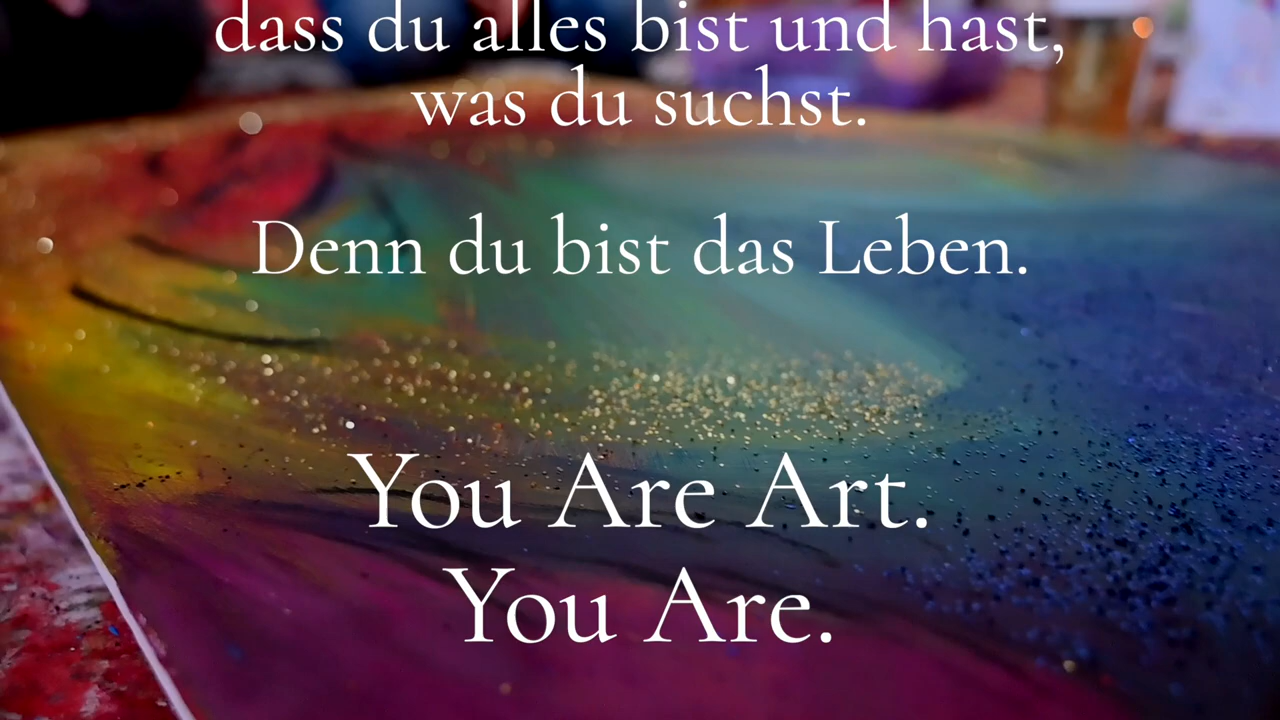 dass du alles bist und hast,
was du suchst.
Denn du bist das Leben.
You Are Art.
You Are.